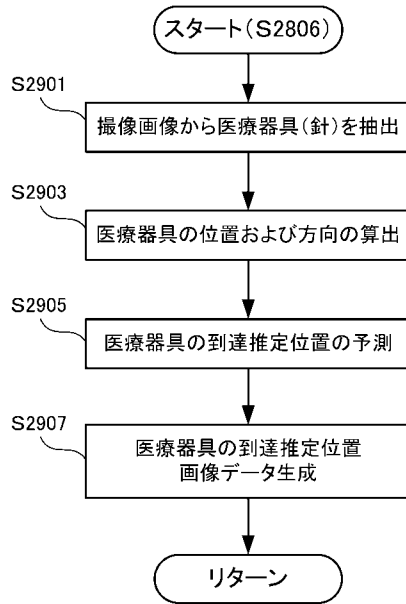 スタート(S2806)
S2901
撮像画像から医療器具(針)を抽出
S2903
医療器具の位置および方向の算出
S2905
医療器具の到達推定位置の予測
S2907
医療器具の到達推定位置
画像データ生成
リターン